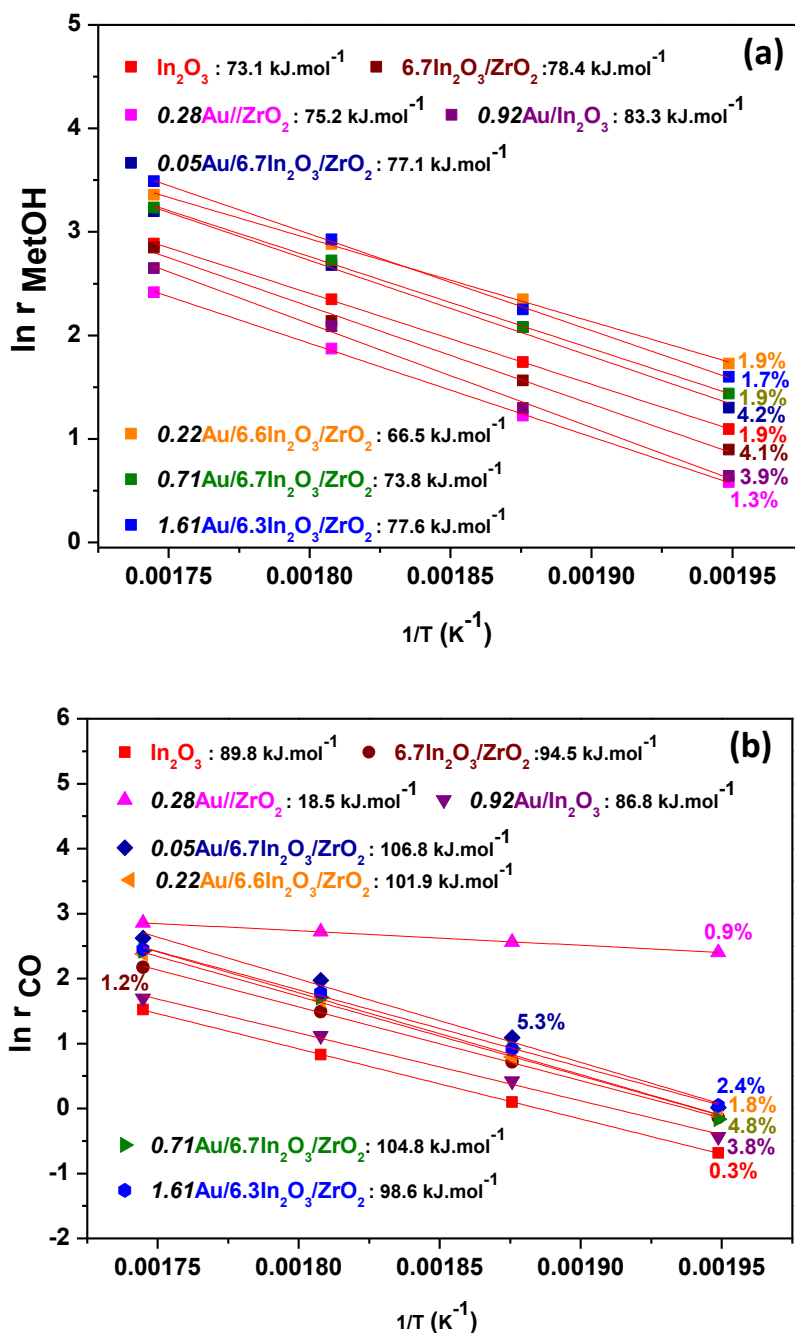 (a)
In₂O₃ : 73.1 kJ.mol⁻¹ 6.7In₂O₃/ZrO₂ :78.4 kJ.mol⁻¹
0.28Au//ZrO₂ : 75.2 kJ.mol⁻¹ 0.92Au/In₂O₃ : 83.3 kJ.mol⁻¹
0.05Au/6.7In₂O₃/ZrO₂ : 77.1 kJ.mol⁻¹
0.22Au/6.6In₂O₃/ZrO₂ : 66.5 kJ.mol⁻¹
0.71Au/6.7In₂O₃/ZrO₂ : 73.8 kJ.mol⁻¹
1.61Au/6.3In₂O₃/ZrO₂ : 77.6 kJ.mol⁻¹
1.9%
1.7%
1.9%
4.2%
1.9%
4.1%
3.9%
1.3%
ln r MetOH
5
4
3
2
1
0
0.00175 0.00180 0.00185 0.00190 0.00195
1/T (K⁻¹)
(b)
In₂O₃ : 89.8 kJ.mol⁻¹ 6.7In₂O₃/ZrO₂ :94.5 kJ.mol⁻¹
0.28Au//ZrO₂ : 18.5 kJ.mol⁻¹ 0.92Au/In₂O₃ : 86.8 kJ.mol⁻¹
0.05Au/6.7In₂O₃/ZrO₂ : 106.8 kJ.mol⁻¹
0.22Au/6.6In₂O₃/ZrO₂ : 101.9 kJ.mol⁻¹
0.9%
1.2%
5.3%
2.4%
1.8%
4.8%
3.8%
0.3%
0.71Au/6.7In₂O₃/ZrO₂ : 104.8 kJ.mol⁻¹
1.61Au/6.3In₂O₃/ZrO₂ : 98.6 kJ.mol⁻¹
ln r CO
6
5
4
3
2
1
0
-1
-2
0.00175 0.00180 0.00185 0.00190 0.00195
1/T (K⁻¹)